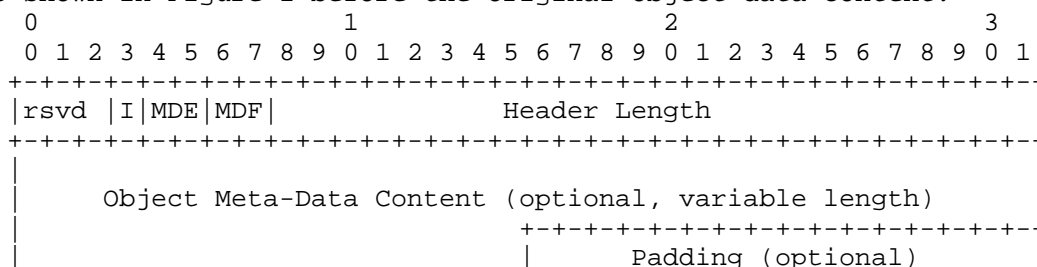 shown in Figure 1 before the original object data content.
0                   1                   2                   3
0 1 2 3 4 5 6 7 8 9 0 1 2 3 4 5 6 7 8 9 0 1 2 3 4 5 6 7 8 9 0 1
+-+-+-+-+-+-+-+-+-+-+-+-+-+-+-+-+-+-+-+-+-+-+-+-+-+-+-+-+-+-+-+-
|rsvd |I|MDE|MDF|              Header Length
+-+-+-+-+-+-+-+-+-+-+-+-+-+-+-+-+-+-+-+-+-+-+-+-+-+-+-+-+-+-+-+-
|
|     Object Meta-Data Content (optional, variable length)
|                               +-+-+-+-+-+-+-+-+-+-+-+-+-+-+-+-
|                               |      Padding (optional)